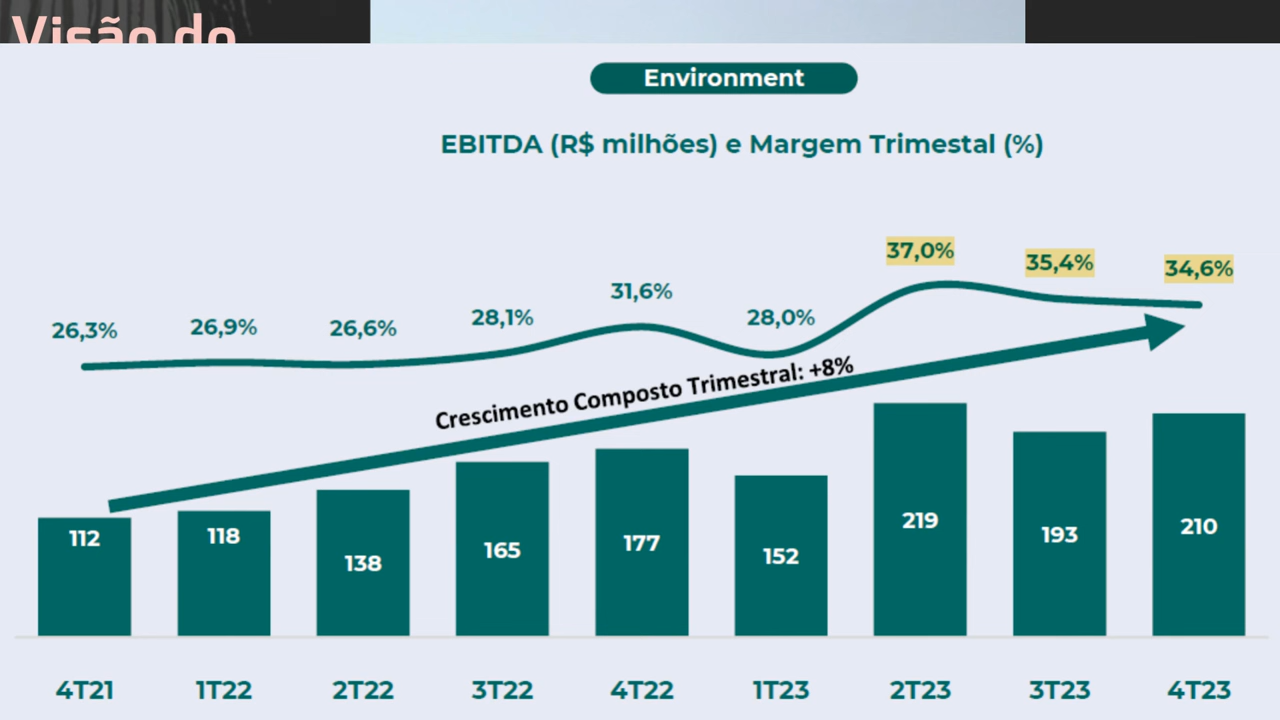 Visão do
Environment
EBITDA (R$ milhões) e Margem Trimestal (%)
37,0%
35,4%
34,6%
31,6%
26,3%
26,9%
26,6%
28,1%
28,0%
Crescimento Composto Trimestral: +8%
112
118
138
165
177
152
219
193
210
4T21
1T22
2T22
3T22
4T22
1T23
2T23
3T23
4T23